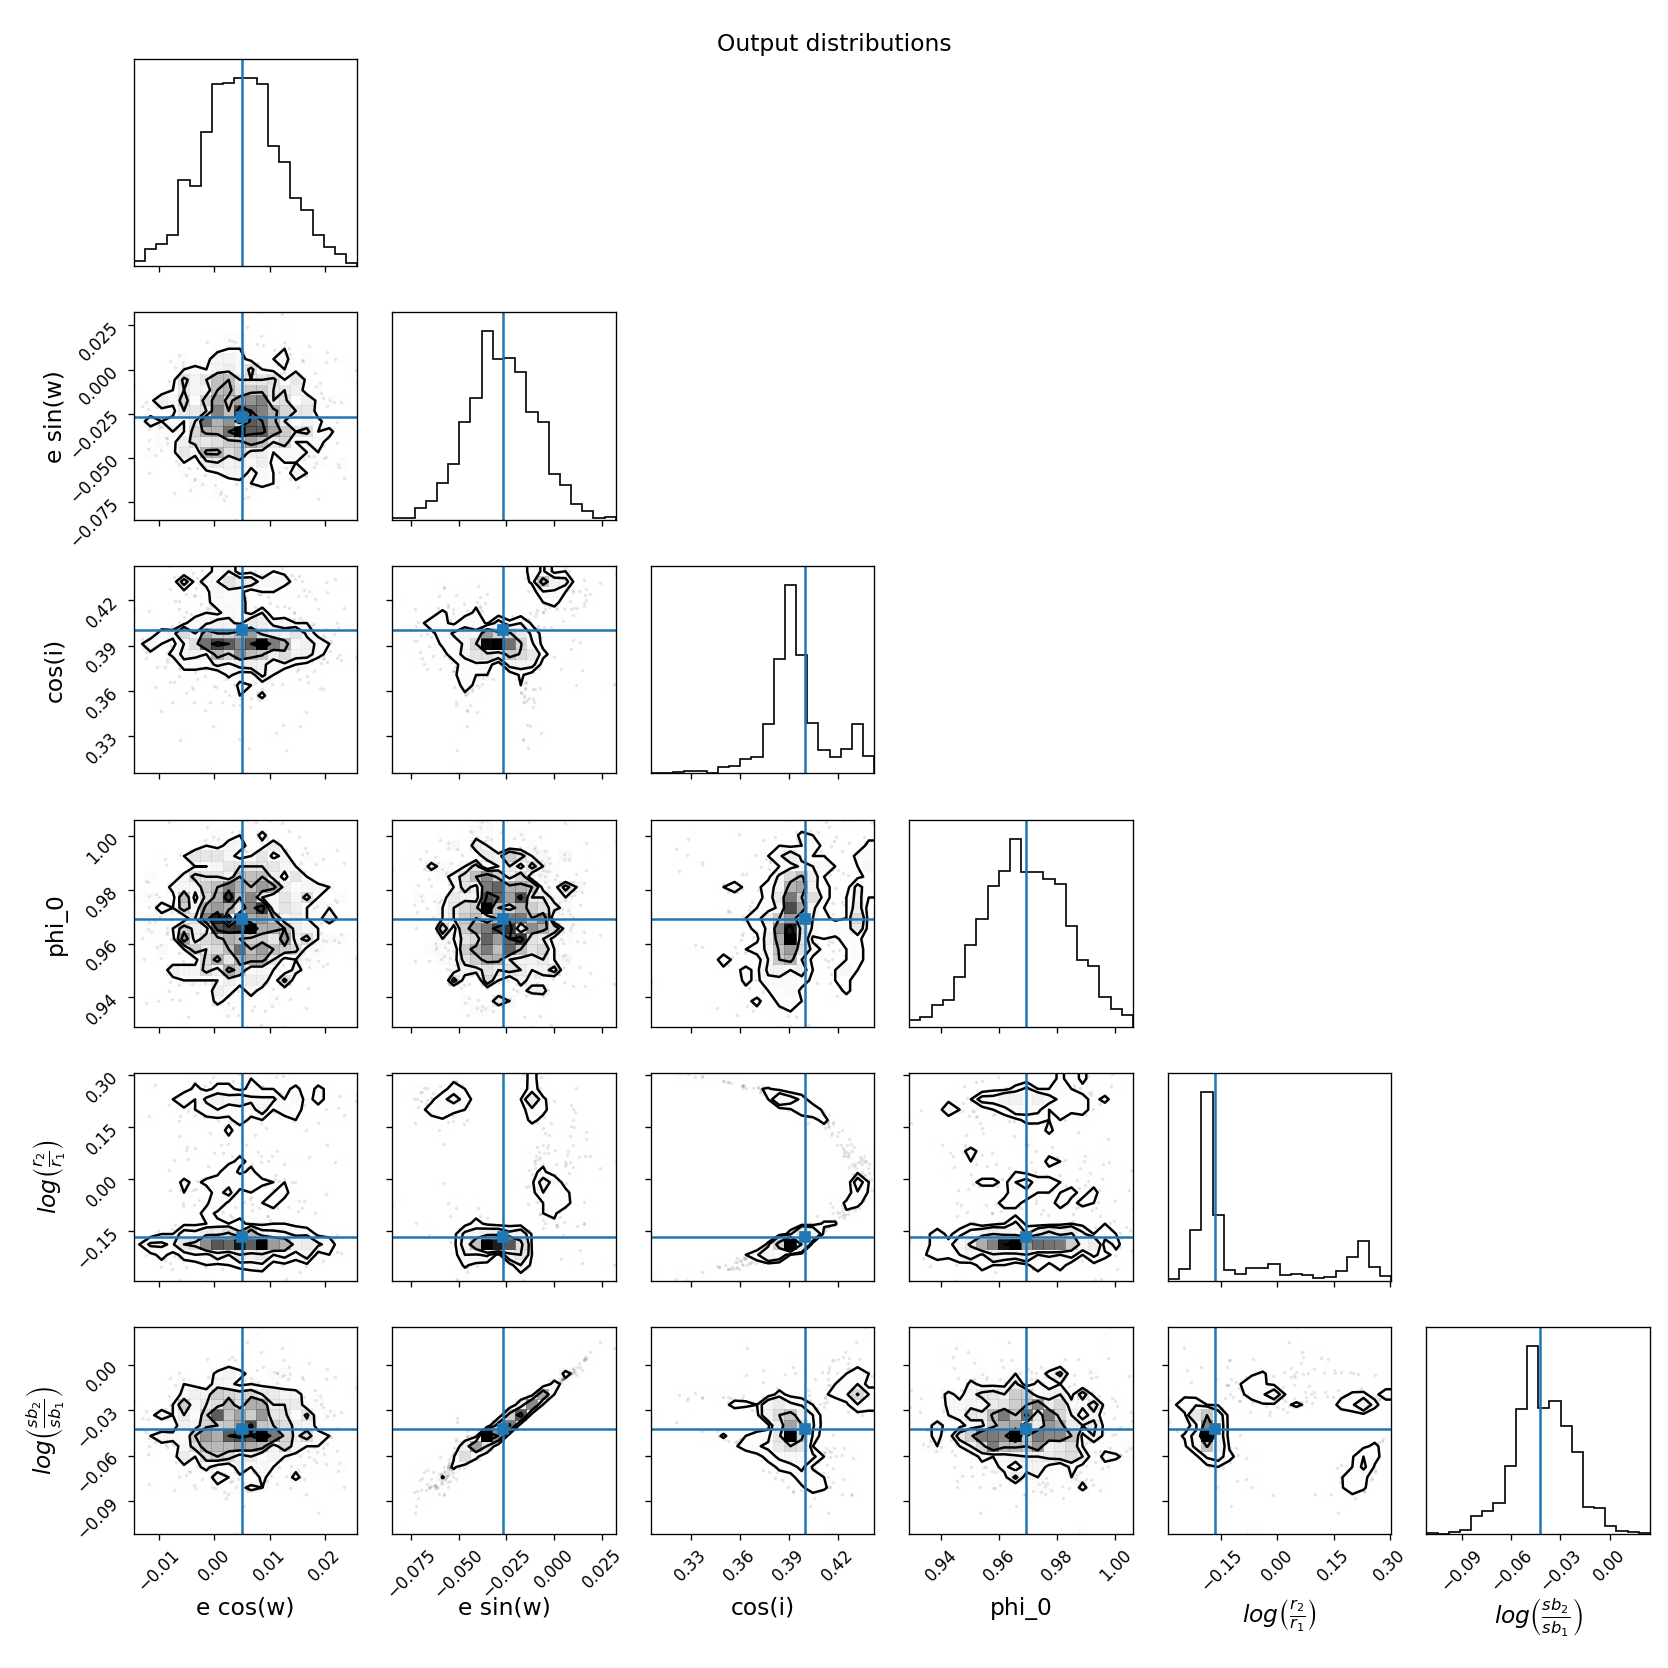 Output distributions
e sin(w)
0.025
0.000
−0.025
−0.050
−0.075
cos(i)
0.42
0.39
0.36
0.33
phi_0
1.00
0.98
0.96
0.94
log(r2/r1)
0.30
0.15
0.00
−0.15
log(sb2/sb1)
0.00
−0.03
−0.06
−0.09
−0.01 0.00 0.01 0.02
−0.075 −0.050 −0.025 0.000 0.025
0.33 0.36 0.39 0.42
0.94 0.96 0.98 1.00
−0.15 0.00 0.15 0.30
−0.09 −0.06 −0.03 0.00
e cos(w) e sin(w) cos(i) phi_0 log(r2/r1) log(sb2/sb1)